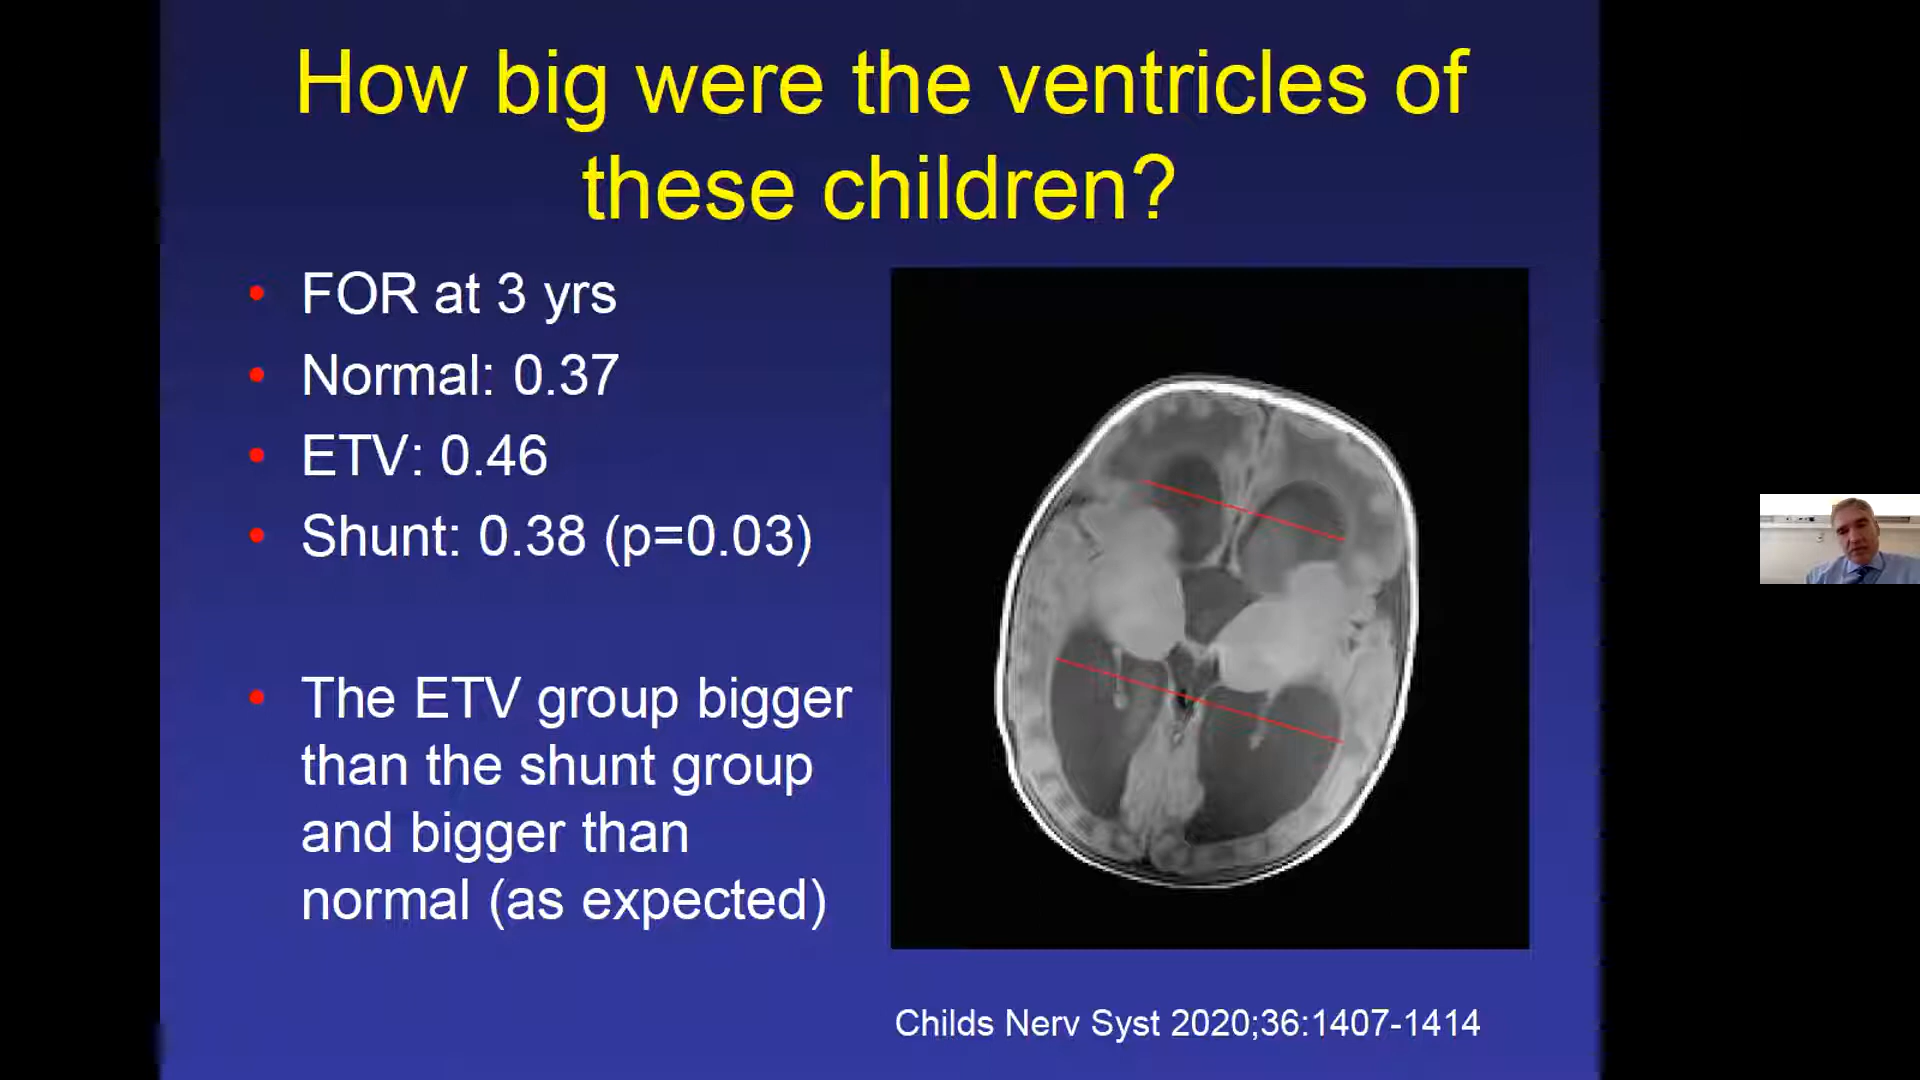 How big were the ventricles of
these children?
• FOR at 3 yrs
• Normal: 0.37
• ETV: 0.46
• Shunt: 0.38 (p=0.03)
• The ETV group bigger
than the shunt group
and bigger than
normal (as expected)
Childs Nerv Syst 2020;36:1407-1414